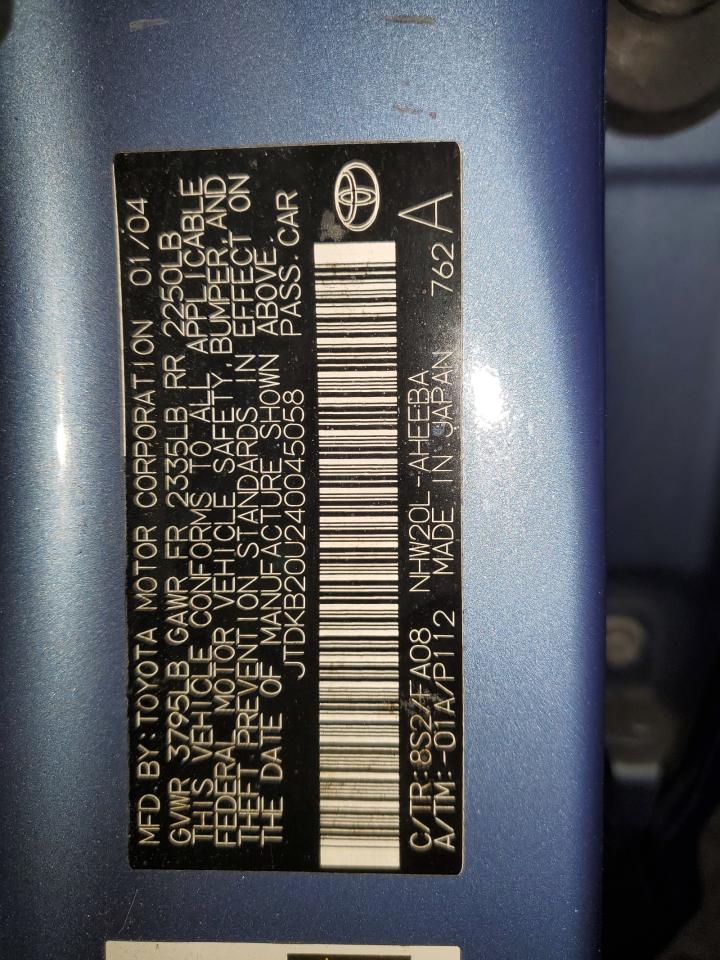 MFD.BY:TOYOTA MOTOR CORPORATION 01/04
GVWR 3795LB GAWR FR 2335LB RR 2250LB
THIS VEHICLE CONFORMS TO ALL APPLICABLE
FEDERAL MOTOR VEHICLE SAFETY,BUMPER,AND
THEFT PREVENTION STANDARDS IN EFFECT ON
THE DATE OF MANUFACTURE SHOWN ABOVE.
JTDKB20U240045058 PASS.CAR
C/TR:8S2/FA08 NHW20L-AHEEBA
A/TM:-01A/P112 MADE IN JAPAN 762 A